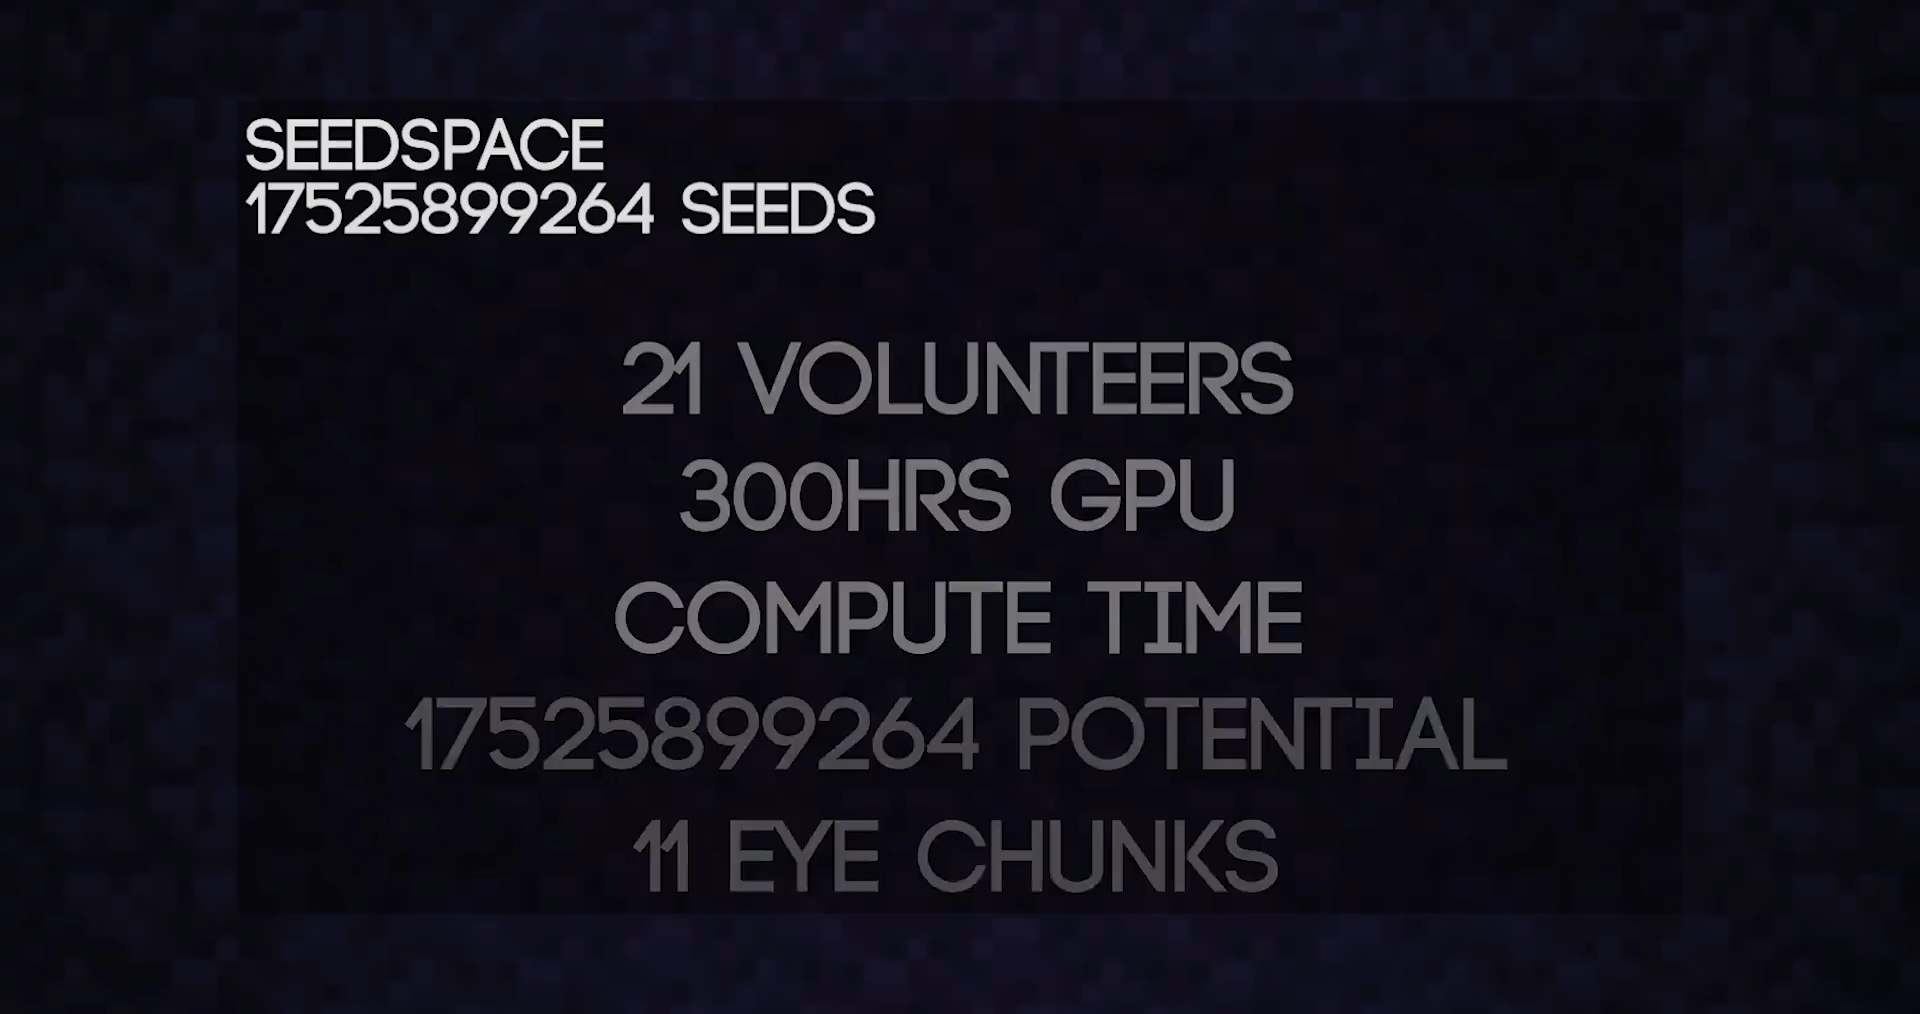 SEEDSPACE
17525899264 SEEDS
21 VOLUNTEERS
300HRS GPU
COMPUTE TIME
17525899264 POTENTIAL
11 EYE CHUNKS